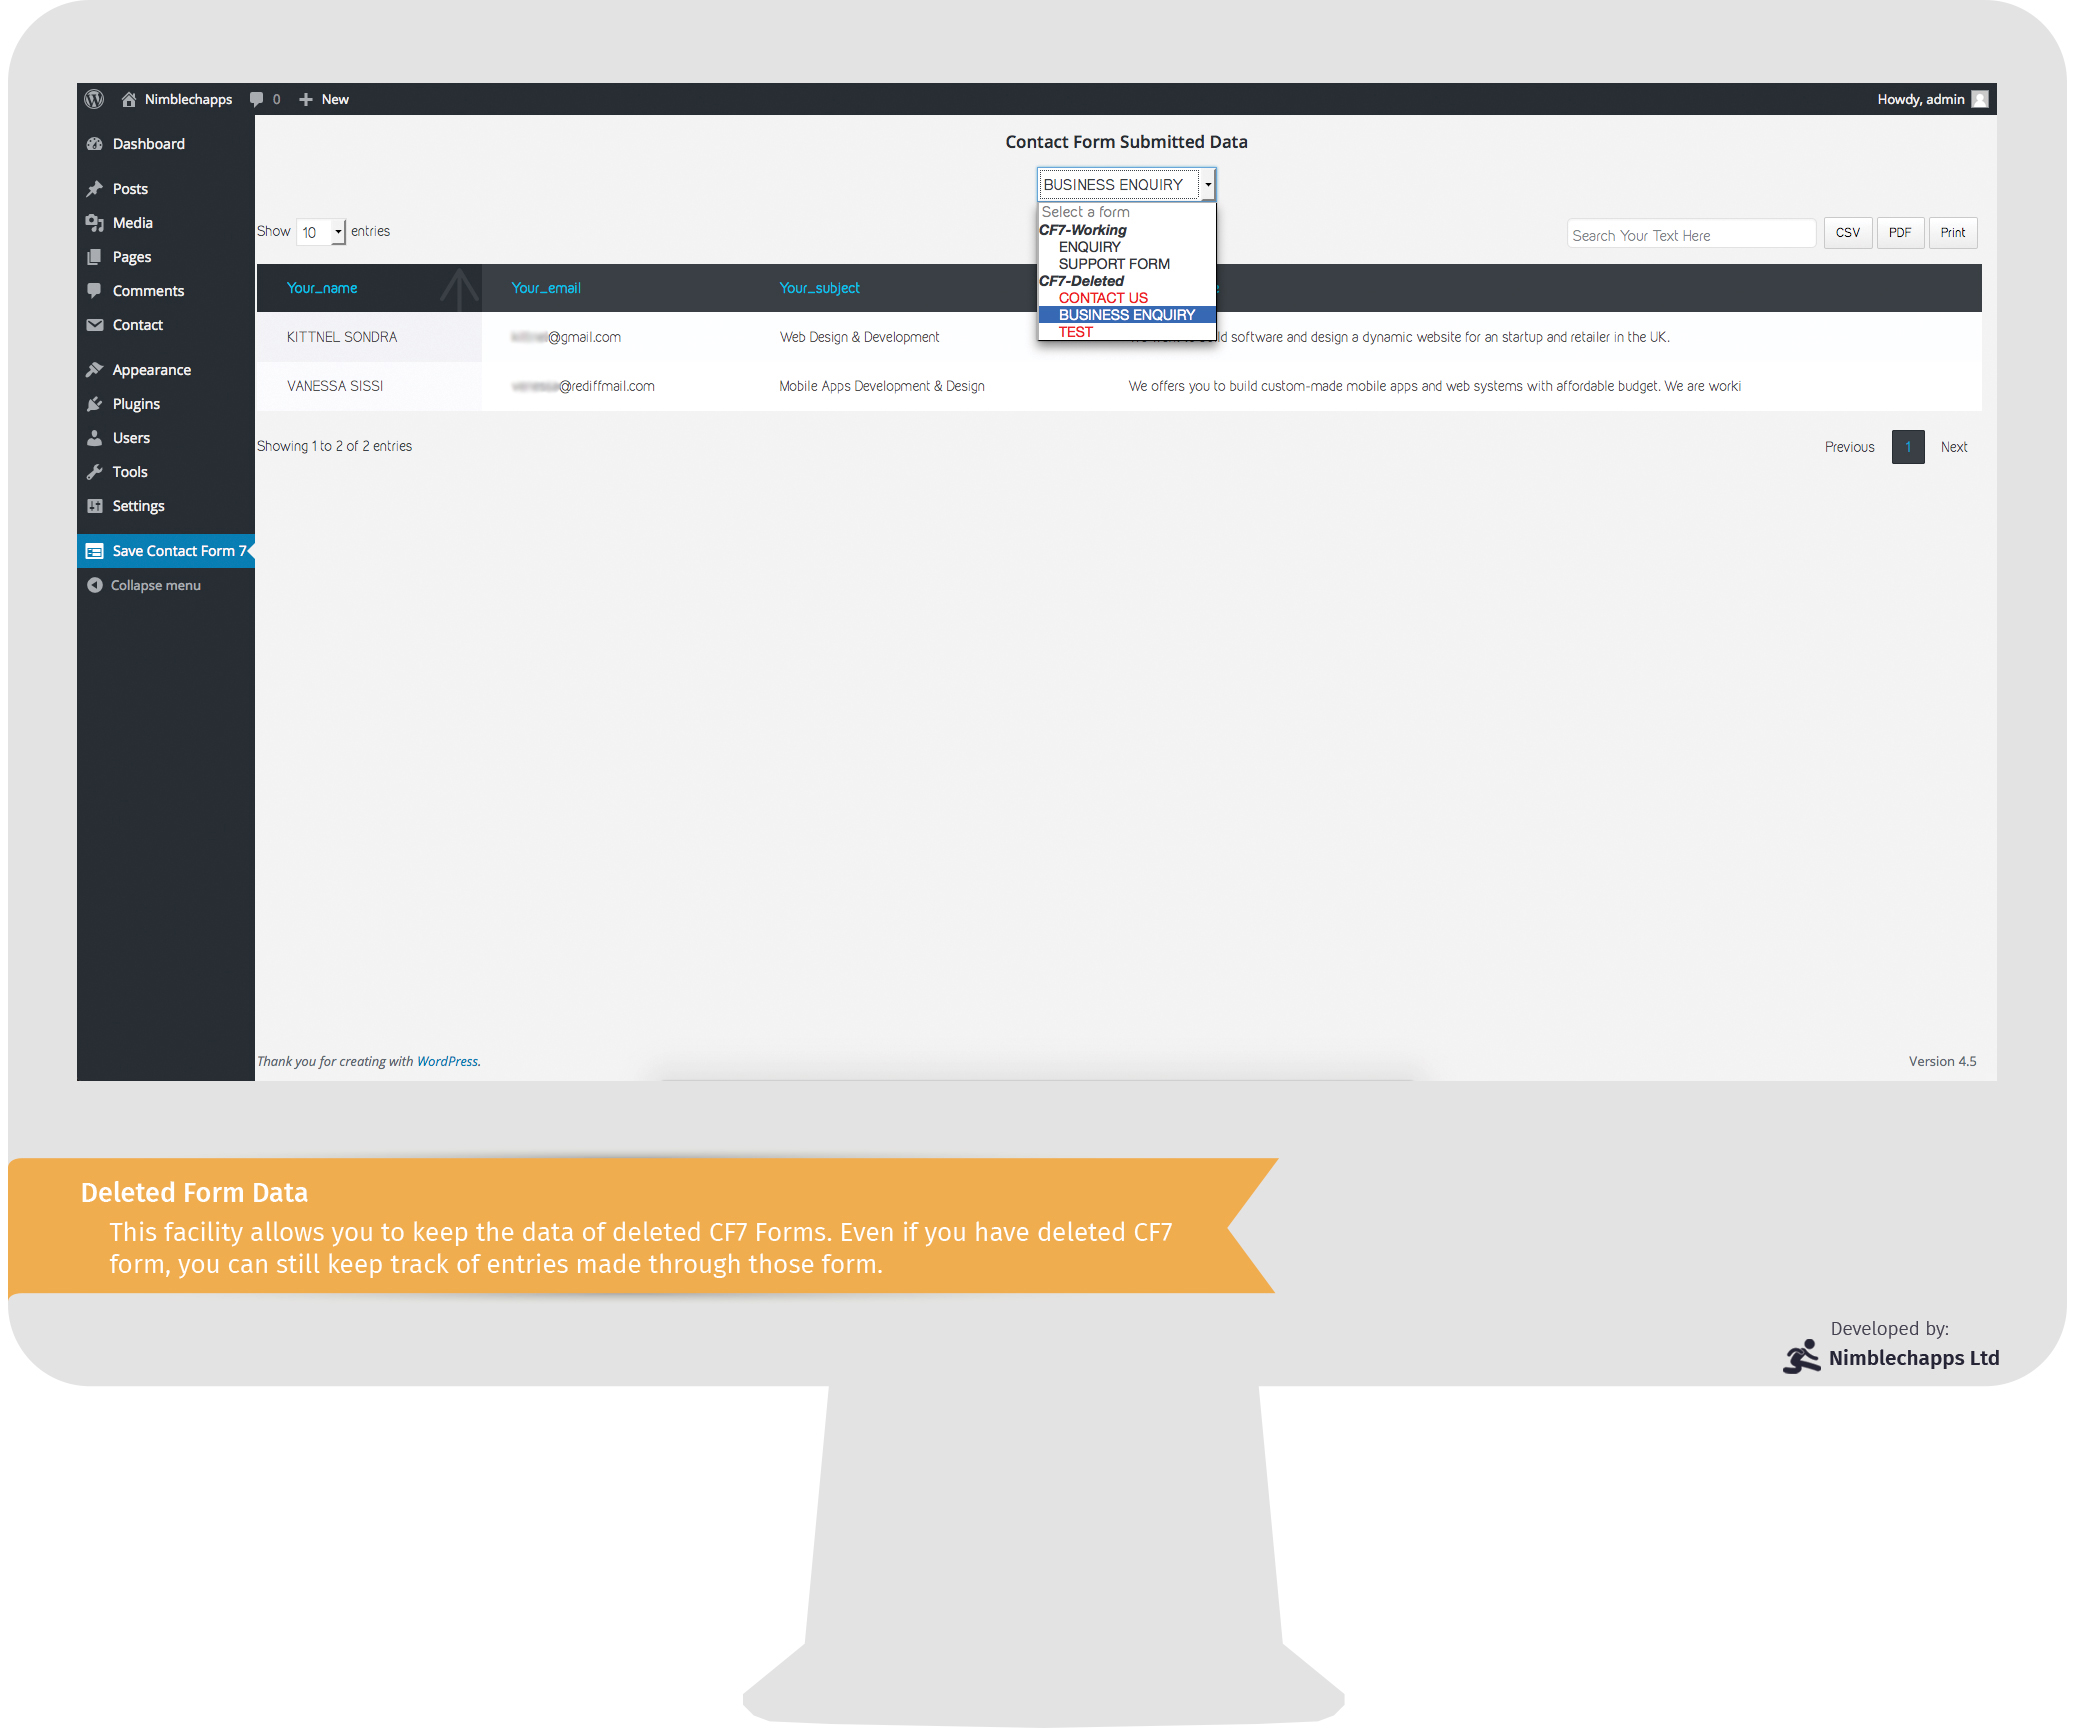 Nimblechapps 0 New Howdy, admin
Dashboard
Posts
Media
Pages
Comments
Contact
Appearance
Plugins
Users
Tools
Settings
Save Contact Form 7
Collapse menu
Contact Form Submitted Data
BUSINESS ENQUIRY
Select a form
CF7-Working
ENQUIRY
SUPPORT FORM
CF7-Deleted
CONTACT US
BUSINESS ENQUIRY
TEST
Show 10 entries
Search Your Text Here CSV PDF Print
Your_name Your_email Your_subject
KITTNEL SONDRA @gmail.com Web Design & Development software and design a dynamic website for an startup and retailer in the UK.
VANESSA SISSI @rediffmail.com Mobile Apps Development & Design We offers you to build custom-made mobile apps and web systems with affordable budget. We are worki
Showing 1 to 2 of 2 entries Previous 1 Next
Thank you for creating with WordPress. Version 4.5
Deleted Form Data
This facility allows you to keep the data of deleted CF7 Forms. Even if you have deleted CF7
form, you can still keep track of entries made through those form.
Developed by:
Nimblechapps Ltd